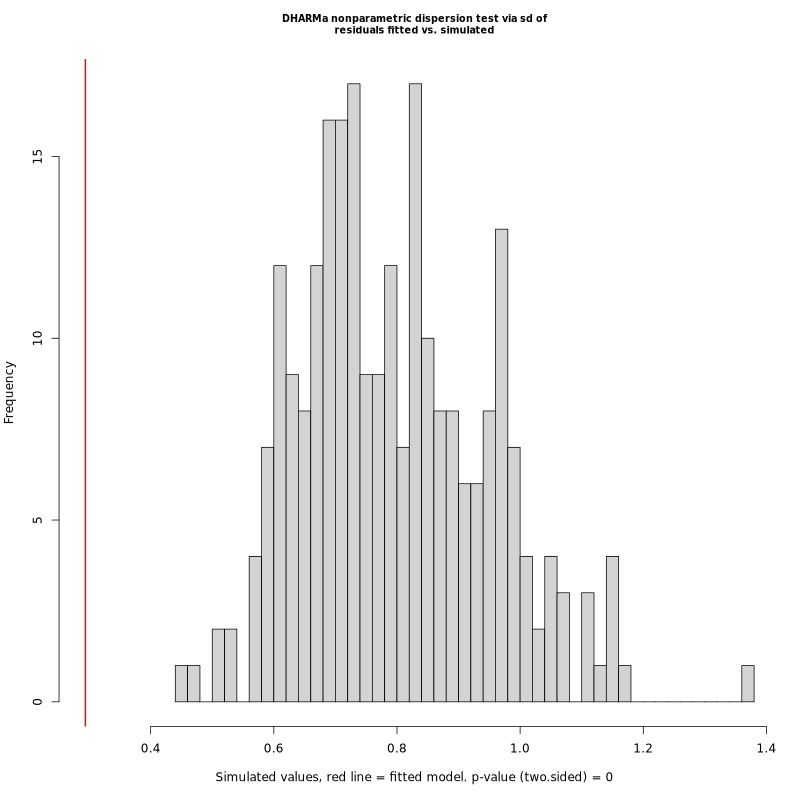 DHARMa nonparametric dispersion test via sd of
residuals fitted vs. simulated
Frequency
15
10
5
0
0.4 0.6 0.8 1.0 1.2 1.4
Simulated values, red line = fitted model. p-value (two.sided) = 0